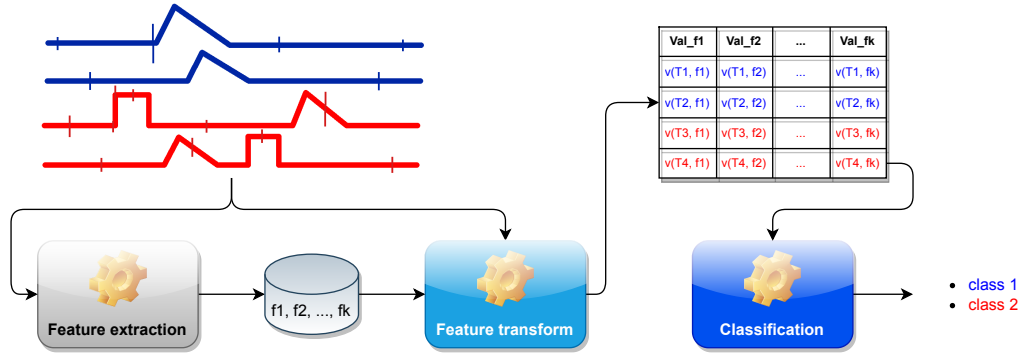 Val_f1 Val_f2 ... Val_fk
v(T1, f1) v(T1, f2) ... v(T1, fk)
v(T2, f1) v(T2, f2) ... v(T2, fk)
v(T3, f1) v(T3, f2) ... v(T3, fk)
v(T4, f1) v(T4, f2) ... v(T4, fk)
Feature extraction
f1, f2, ..., fk
Feature transform
Classification
class 1
class 2